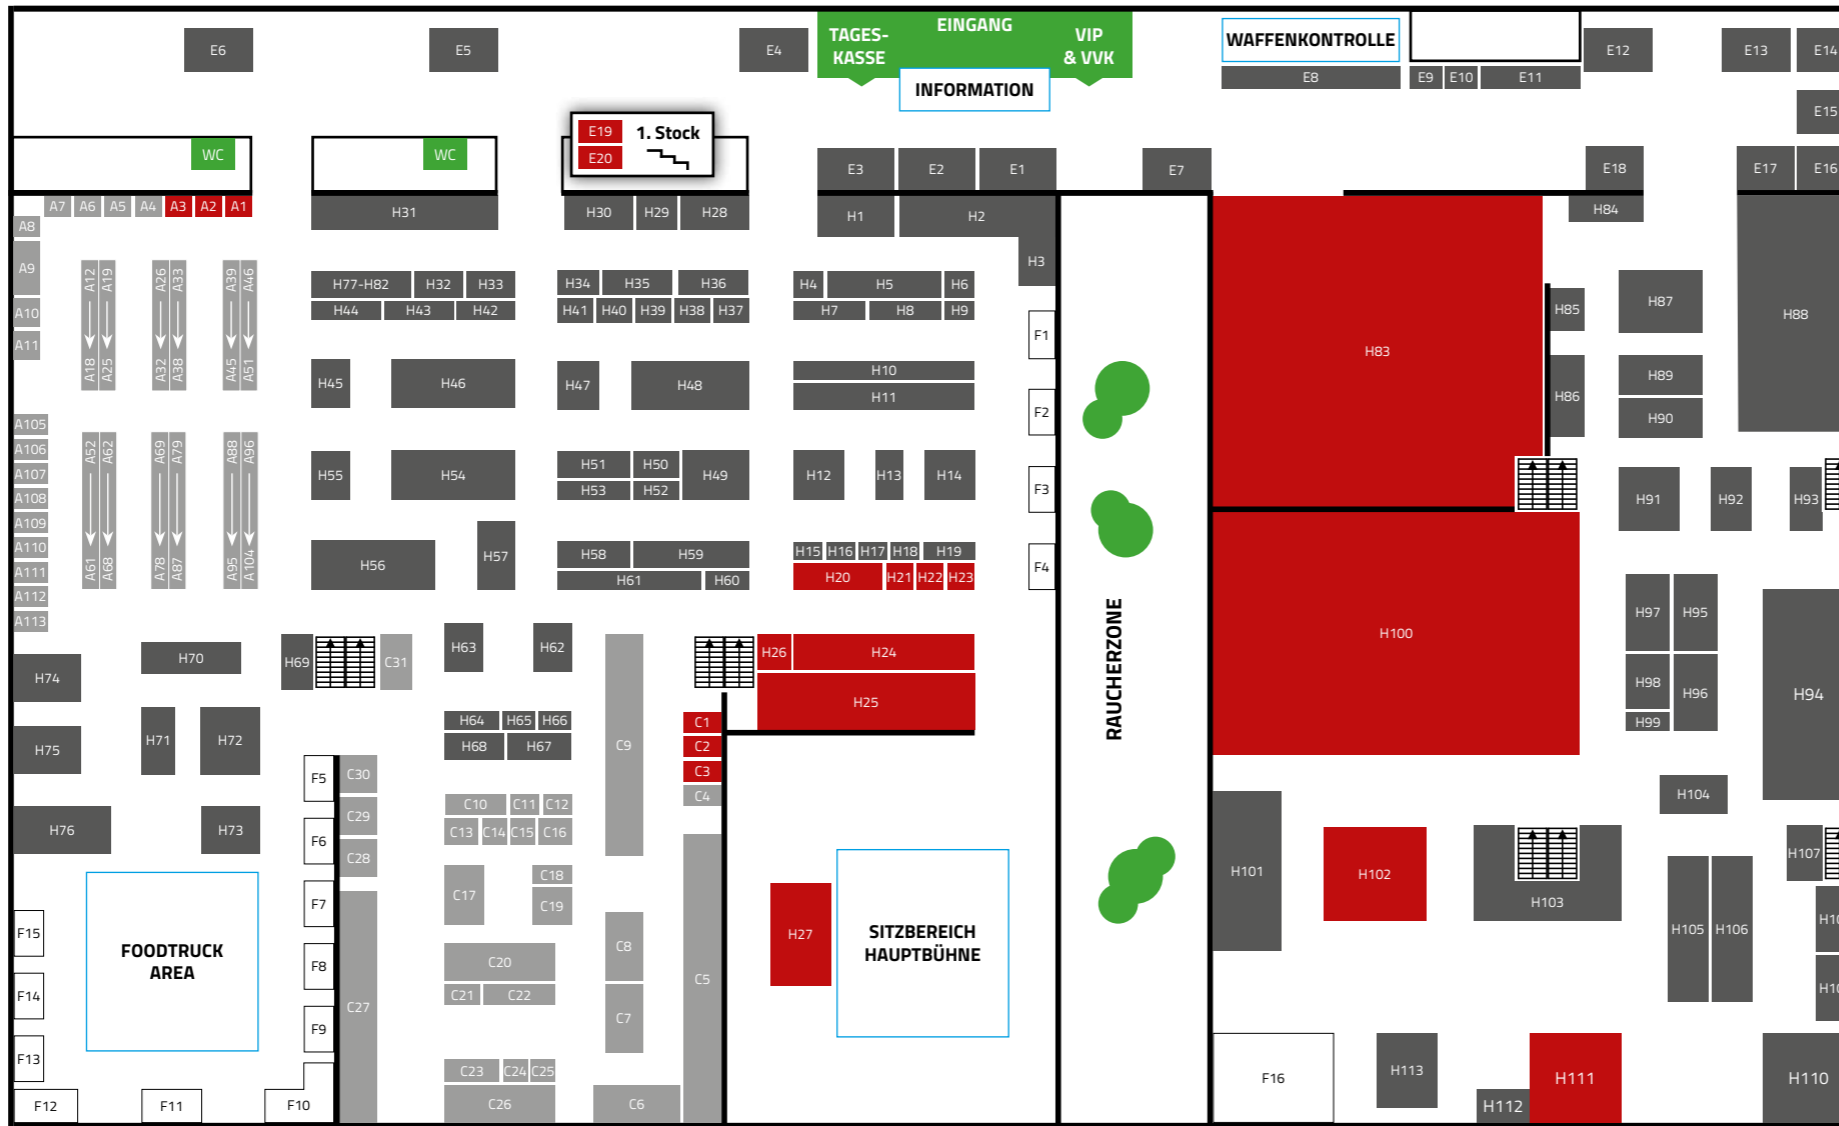 EINGANG
TAGES-
KASSE
VIP
& VVK
INFORMATION
WAFFENKONTROLLE
E6
E5
E4
E8
E9
E10
E11
E12
E13
E14
E15
E19
E20
1. Stock
WC
WC
E3
E2
E1
E7
E18
E17
E16
A7
A6
A5
A4
A3
A2
A1
H31
H30
H29
H28
H1
H2
H3
H84
A8
A9
A10
A11
A12
A18
A19
A25
A26
A32
A33
A38
A39
A45
A46
A51
H77-H82
H32
H33
H44
H43
H42
H34
H35
H36
H41
H40
H39
H38
H37
H4
H5
H6
H7
H8
H9
F1
H83
H85
H86
H87
H88
H89
H90
H45
H46
H47
H48
H10
H11
F2
A105
A106
A107
A108
A109
A110
A111
A112
A113
A52
A61
A62
A68
A69
A78
A79
A87
A88
A95
A96
A104
H55
H54
H51
H50
H53
H52
H49
H12
H13
H14
F3
H91
H92
H93
H56
H57
H58
H59
H61
H60
H15
H16
H17
H18
H19
H20
H21
H22
H23
F4
RAUCHERZONE
H100
H97
H95
H98
H96
H99
H94
H74
H70
H69
C31
H63
H62
H26
H24
H25
H75
H71
H72
H64
H65
H66
H68
H67
C9
C1
C2
C3
C4
H76
H73
F5
F6
F7
F8
F9
C30
C29
C28
C27
C10
C11
C12
C13
C14
C15
C16
C17
C18
C19
C20
C21
C22
C8
C7
C5
C23
C24
C25
C26
C6
FOODTRUCK
AREA
F15
F14
F13
F12
F11
F10
H27
SITZBEREICH
HAUPTBÜHNE
H104
H101
H102
H103
H107
H105
H106
F16
H113
H112
H111
H110